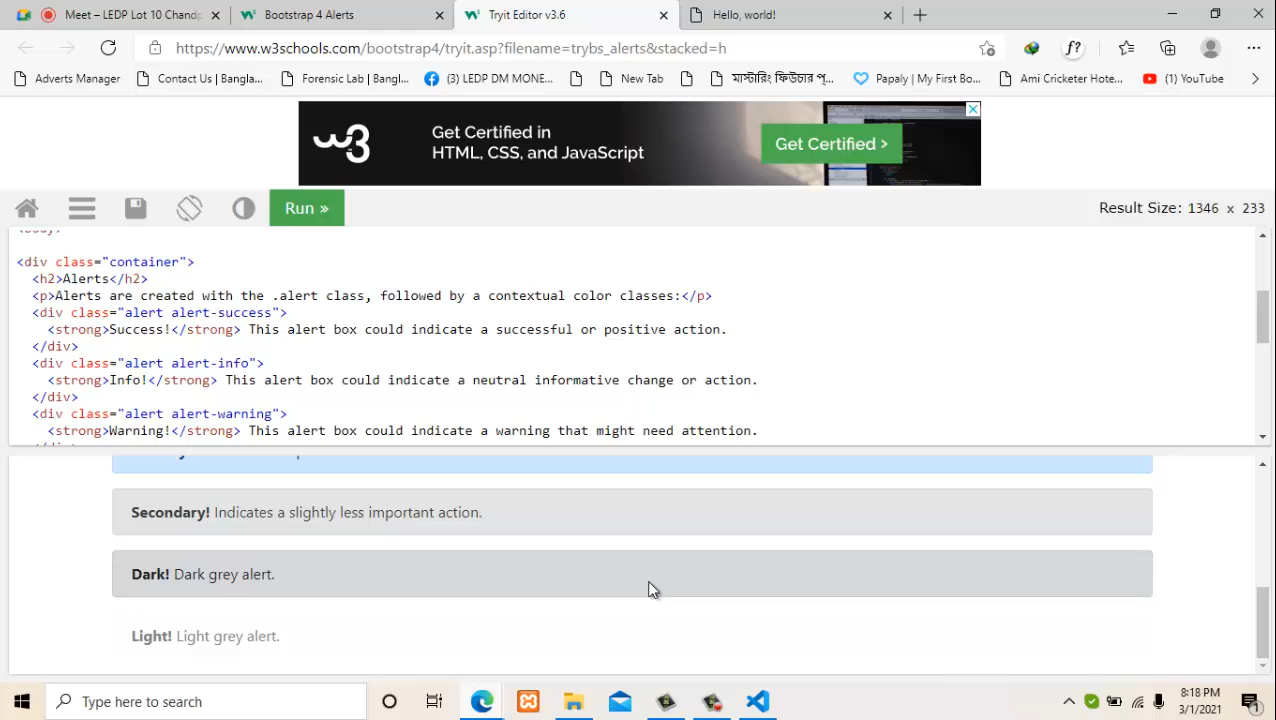 Meet – LEDP Lot 10 Chandp
Bootstrap 4 Alerts
Tryit Editor v3.6
Hello, world!
https://www.w3schools.com/bootstrap4/tryit.asp?filename=trybs_alerts&stacked=h
Adverts Manager
Contact Us | Bangla...
Forensic Lab | Bangl...
(3) LEDP DM MONE...
New Tab
মাস্টারিং ফিউচার প্...
Papaly | My First Bo...
Ami Cricketer Hote...
(1) YouTube
w3
Get Certified in
HTML, CSS, and JavaScript
Get Certified >
Run »
Result Size: 1346 x 233
<body>
<div class="container">
<h2>Alerts</h2>
<p>Alerts are created with the .alert class, followed by a contextual color classes:</p>
<div class="alert alert-success">
<strong>Success!</strong> This alert box could indicate a successful or positive action.
</div>
<div class="alert alert-info">
<strong>Info!</strong> This alert box could indicate a neutral informative change or action.
</div>
<div class="alert alert-warning">
<strong>Warning!</strong> This alert box could indicate a warning that might need attention.
</div>
Secondary! Indicates a slightly less important action.
Dark! Dark grey alert.
Light! Light grey alert.
Type here to search
8:18 PM
3/1/2021